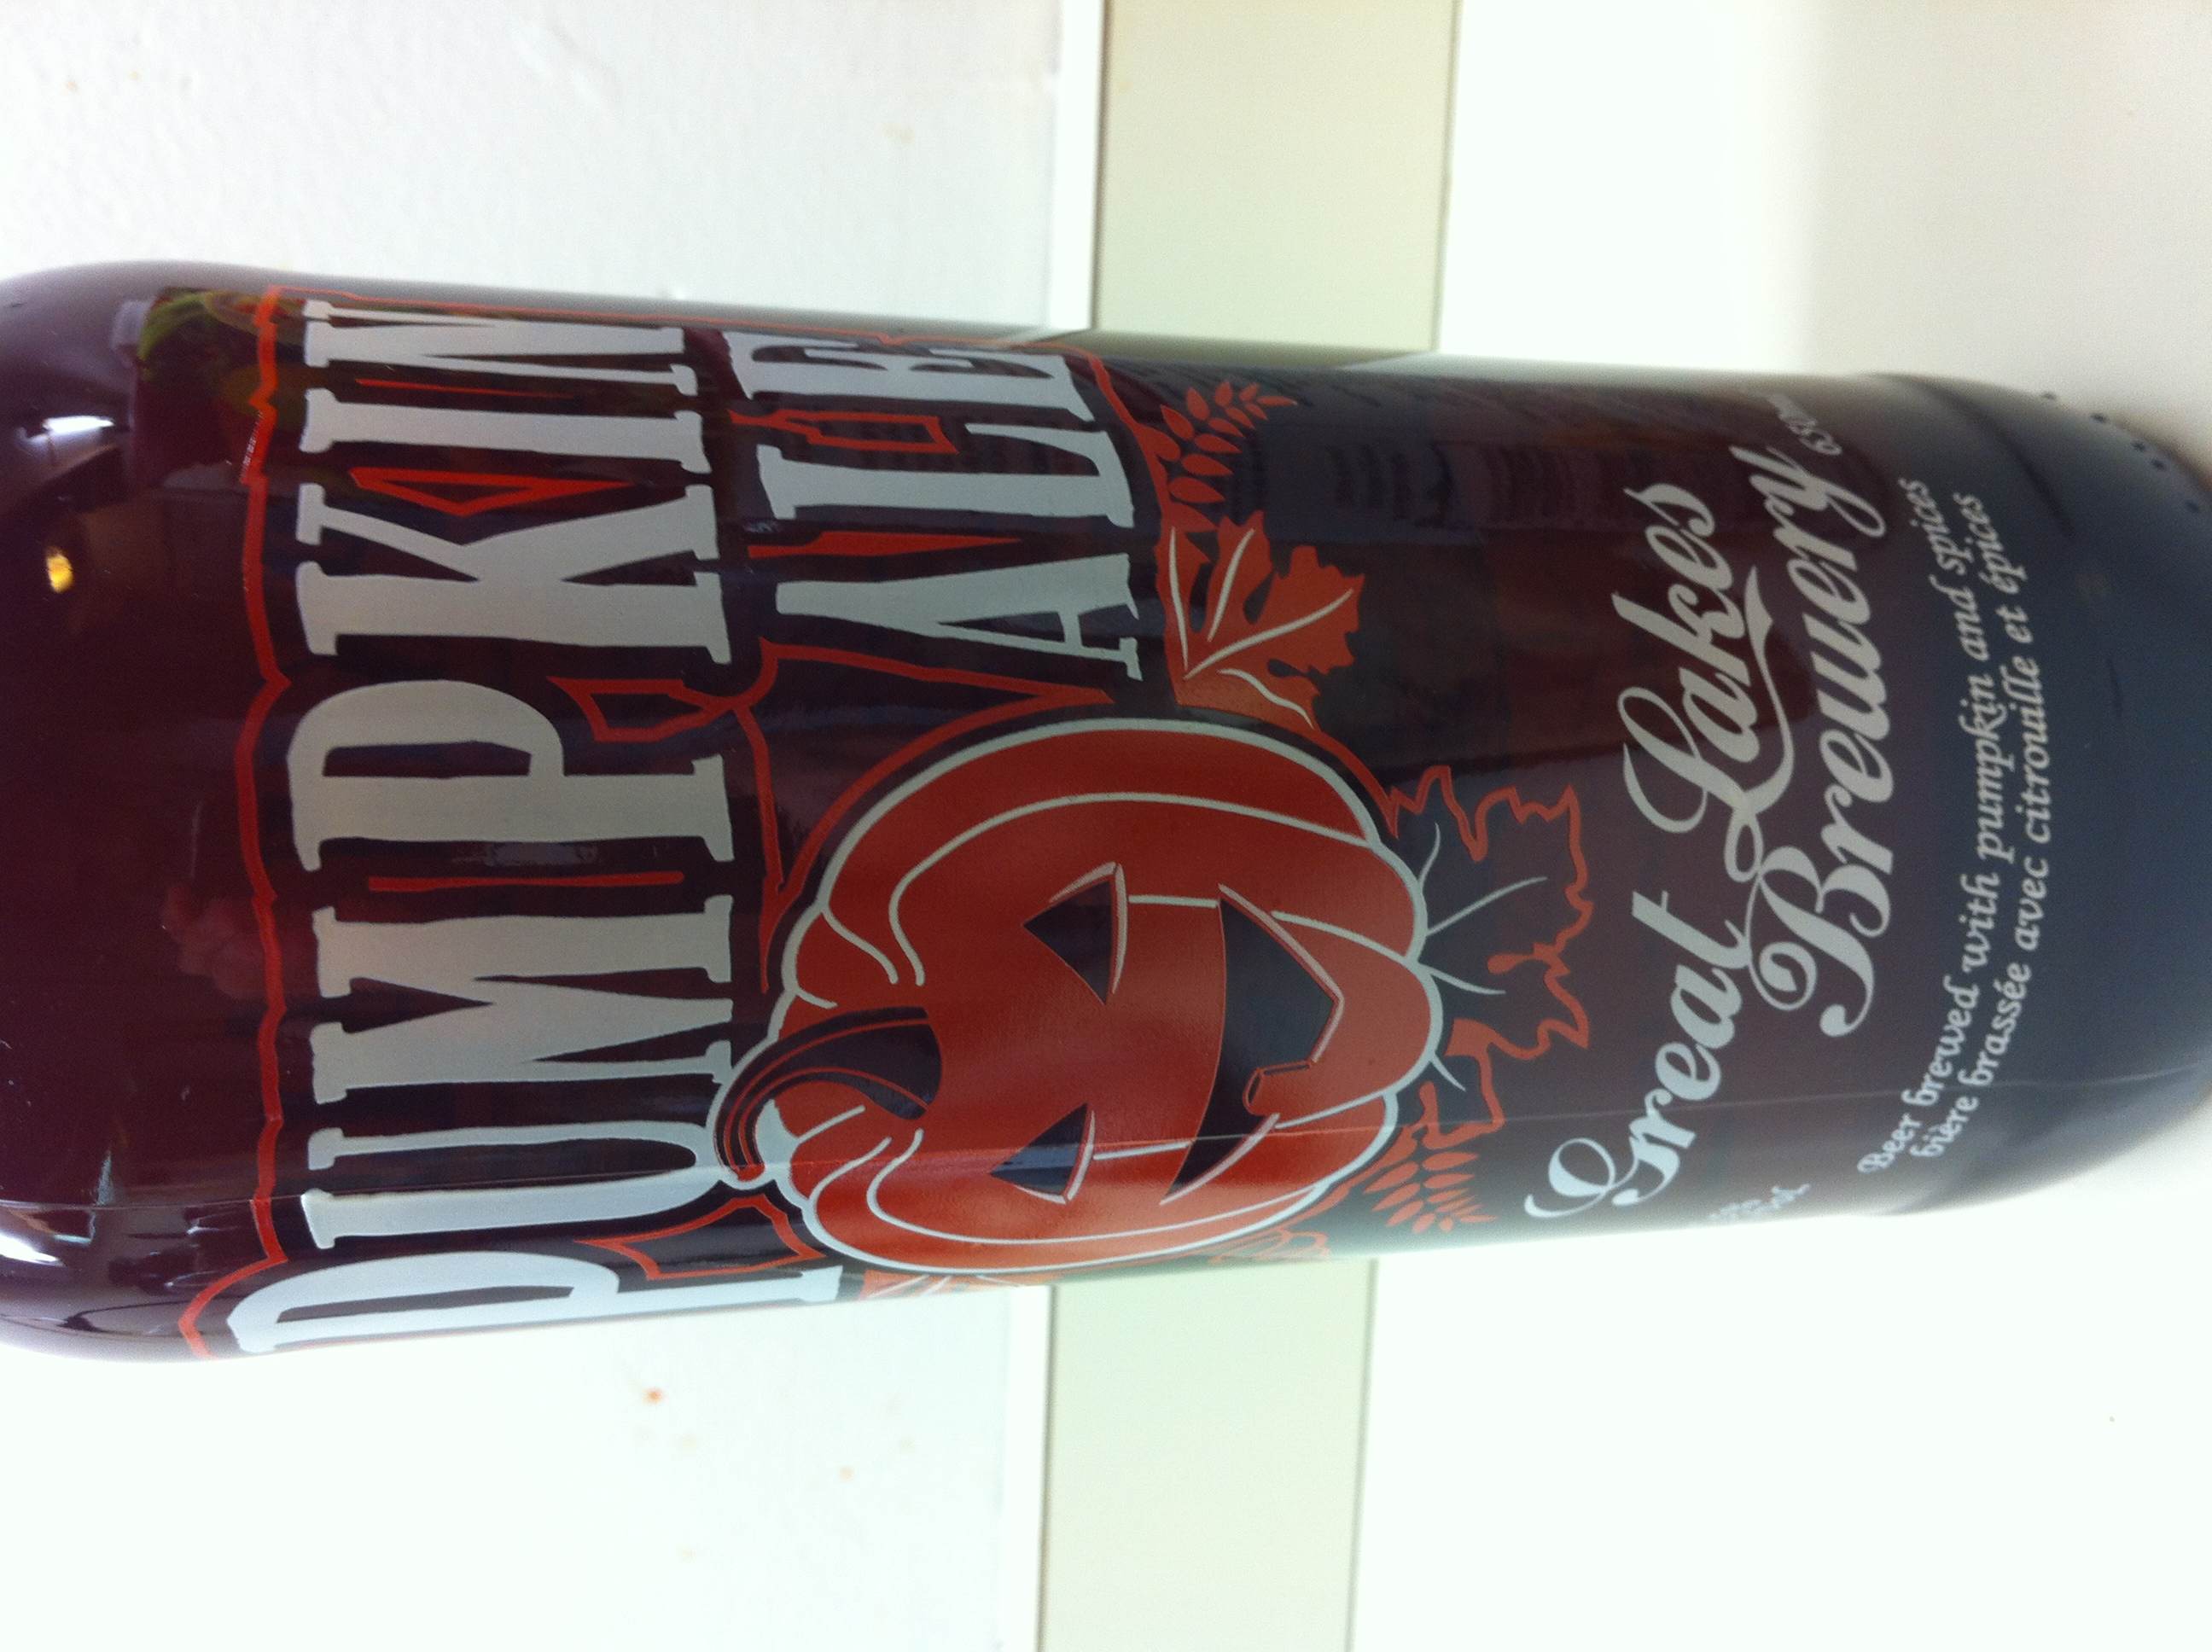 PUMPKIN
ALE
Great Lakes
Brewery
Beer brewed with pumpkin and spices
bière brassée avec citrouille et épices